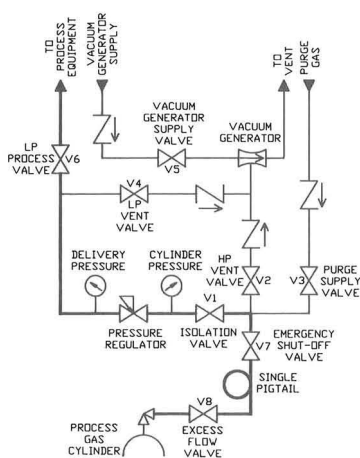 TO
PROCESS
EQUIPMENT
VACUUM
GENERATOR
SUPPLY
TO
VENT
PURGE
GAS
VACUUM
GENERATOR
SUPPLY
VALVE
VACUUM
GENERATOR
LP
PROCESS
VALVE
V6
V5
V4
LP
VENT
VALVE
DELIVERY
PRESSURE
CYLINDER
PRESSURE
HP
VENT
VALVE
V2
V3
PURGE
SUPPLY
VALVE
V1
PRESSURE
REGULATOR
ISOLATION
VALVE
V7
EMERGENCY
SHUT-OFF
VALVE
SINGLE
PIGTAIL
V8
PROCESS
GAS
CYLINDER
EXCESS
FLOW
VALVE